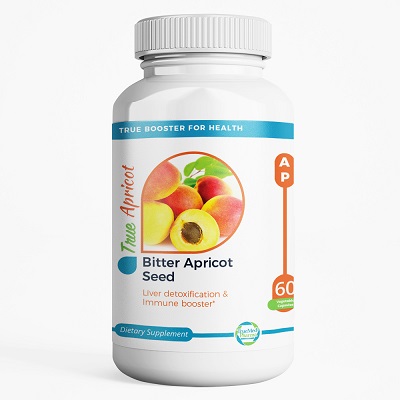 TRUE BOOSTER FOR HEALTH
True Apricot
A
P
Bitter Apricot
Seed
Liver detoxification &
Immune booster*
60
Dietary Supplement